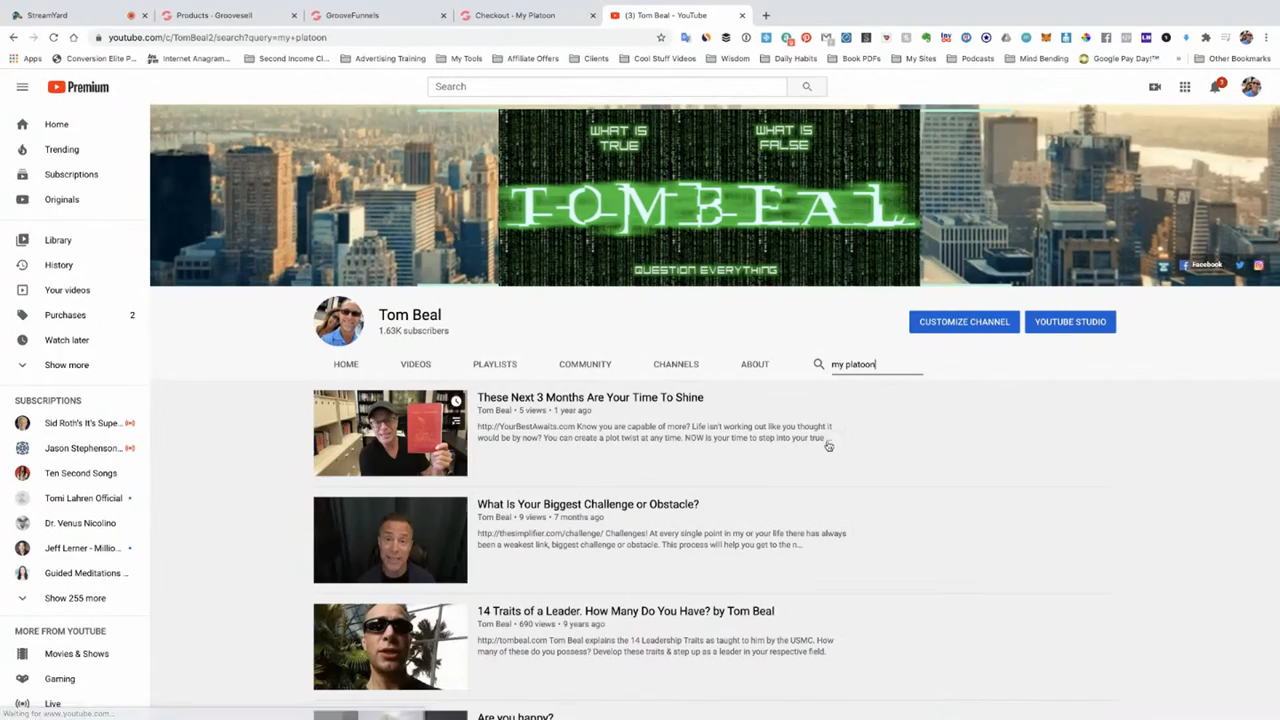 StreamYard
Products - Groovesell
GrooveFunnels
Checkout - My Platoon
(3) Tom Beal - YouTube
youtube.com/c/TomBeal2/search?query=my+platoon
Apps
Conversion Elite P...
Internet Anagram...
Second Income Cl...
Advertising Training
My Tools
Affiliate Offers
Clients
Cool Stuff Videos
Wisdom
Daily Habits
Book PDFs
My Sites
Podcasts
Mind Bending
Google Pay Day!™
»
Other Bookmarks
Premium
Search
Home
Trending
Subscriptions
Originals
Library
History
Your videos
Purchases 2
Watch later
Show more
SUBSCRIPTIONS
Sid Roth's It's Supe...
Jason Stephenson...
Ten Second Songs
Tomi Lahren Official
Dr. Venus Nicolino
Jeff Lerner - Millio...
Guided Meditations ...
Show 255 more
MORE FROM YOUTUBE
Movies & Shows
Gaming
Live
WHAT IS TRUE
WHAT IS FALSE
TOM BEAL
QUESTION EVERYTHING
Facebook
Tom Beal
1.63K subscribers
CUSTOMIZE CHANNEL
YOUTUBE STUDIO
HOME
VIDEOS
PLAYLISTS
COMMUNITY
CHANNELS
ABOUT
my platoon
These Next 3 Months Are Your Time To Shine
Tom Beal • 5 views • 1 year ago
http://YourBestAwaits.com Know you are capable of more? Life isn't working out like you thought it
would be by now? You can create a plot twist at any time. NOW is your time to step into your true ...
What Is Your Biggest Challenge or Obstacle?
Tom Beal • 9 views • 7 months ago
http://thesimplifier.com/challenge/ Challenges! At every single point in my or your life there has always
been a weakest link, biggest challenge or obstacle. This process will help you get to the n...
14 Traits of a Leader. How Many Do You Have? by Tom Beal
Tom Beal • 690 views • 9 years ago
http://tombeal.com Tom Beal explains the 14 Leadership Traits as taught to him by the USMC. How
many of these do you possess? Develop these traits & step up as a leader in your respective field.
Are you happy?
Waiting for www.youtube.com...